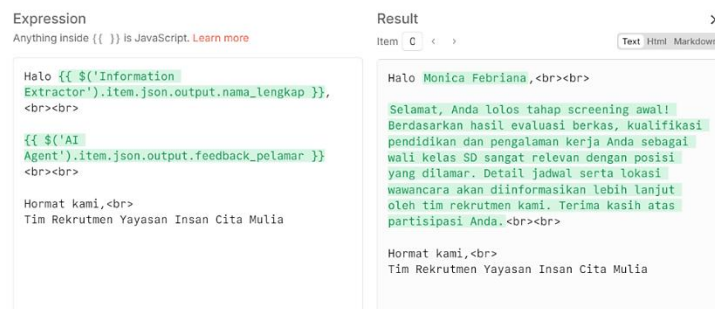 Expression
Anything inside {{ }} is JavaScript. Learn more
Halo {{ $('Information
Extractor').item.json.output.nama_lengkap }},
<br><br>
{{ $('AI
Agent').item.json.output.feedback_pelamar }}
<br><br>
Hormat kami,<br>
Tim Rekrutmen Yayasan Insan Cita Mulia
Result
Item 0 < >
Text Html Markdown
Halo Monica Febriana,<br><br>
Selamat, Anda lolos tahap screening awal!
Berdasarkan hasil evaluasi berkas, kualifikasi
pendidikan dan pengalaman kerja Anda sebagai
wali kelas SD sangat relevan dengan posisi
yang dilamar. Detail jadwal serta lokasi
wawancara akan diinformasikan lebih lanjut
oleh tim rekrutmen kami. Terima kasih atas
partisipasi Anda.<br><br>
Hormat kami,<br>
Tim Rekrutmen Yayasan Insan Cita Mulia